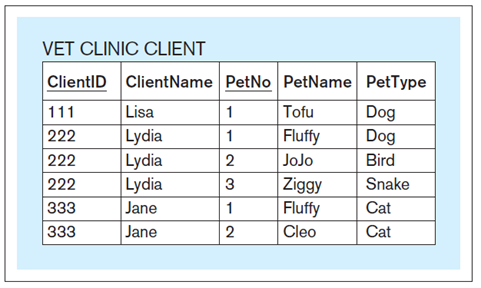 VET CLINIC CLIENT
ClientID ClientName PetNo PetName PetType
111 Lisa 1 Tofu Dog
222 Lydia 1 Fluffy Dog
222 Lydia 2 JoJo Bird
222 Lydia 3 Ziggy Snake
333 Jane 1 Fluffy Cat
333 Jane 2 Cleo Cat